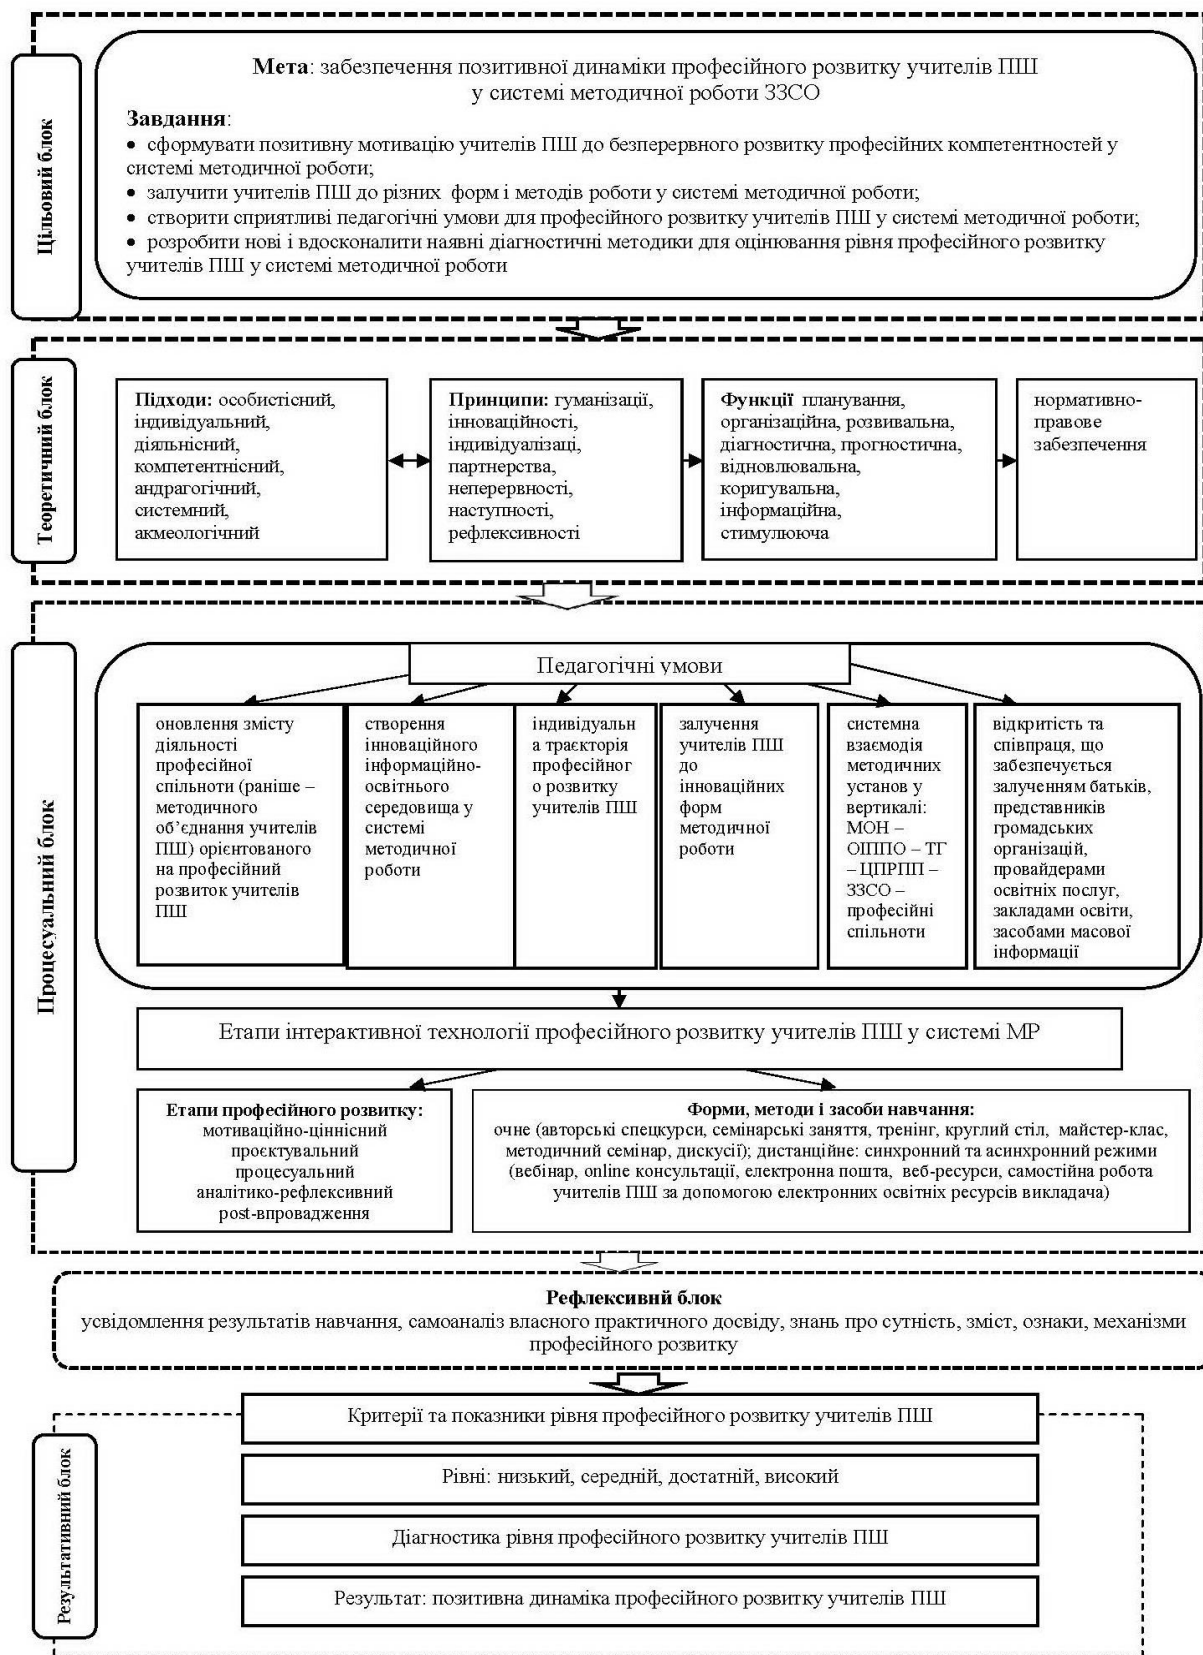 Цільовий блок
Мета: забезпечення позитивної динаміки професійного розвитку учителів ПШ
у системі методичної роботи ЗЗСО
Завдання:
• сформувати позитивну мотивацію учителів ПШ до безперервного розвитку професійних компетентностей у
системі методичної роботи;
• залучити учителів ПШ до різних форм і методів роботи у системі методичної роботи;
• створити сприятливі педагогічні умови для професійного розвитку учителів ПШ у системі методичної роботи;
• розробити нові і вдосконалити наявні діагностичні методики для оцінювання рівня професійного розвитку
учителів ПШ у системі методичної роботи
Теоретичний блок
Підходи: особистісний,
індивідуальний,
діяльнісний,
компетентнісний,
андрагогічний,
системний,
акмеологічний
Принципи: гуманізації,
інноваційності,
індивідуалізаці,
партнерства,
неперервності,
наступності,
рефлексивності
Функції планування,
організаційна, розвивальна,
діагностична, прогностична,
відновлювальна,
коригувальна,
інформаційна,
стимулююча
нормативно-
правове
забезпечення
Процесуальний блок
Педагогічні умови
оновлення змісту
діяльності
професійної
спільноти (раніше –
методичного
об’єднання учителів
ПШ) орієнтованого
на професійний
розвиток учителів
ПШ
створення
інноваційного
інформаційно-
освітнього
середовища у
системі
методичної
роботи
індивідуальн
а траєкторія
професійног
о розвитку
учителів ПШ
залучення
учителів ПШ
до
інноваційних
форм
методичної
роботи
системна
взаємодія
методичних
установ у
вертикалі:
МОН –
ОІППО – ТГ
– ЦПРПП –
ЗЗСО –
професійні
спільноти
відкритість та
співпраця, що
забезпечується
залученням батьків,
представників
громадських
організацій,
провайдерами
освітніх послуг,
закладами освіти,
засобами масової
інформації
Етапи інтерактивної технології професійного розвитку учителів ПШ у системі МР
Етапи професійного розвитку:
мотиваційно-ціннісний
проєктувальний
процесуальний
аналітико-рефлексивний
post-впровадження
Форми, методи і засоби навчання:
очне (авторські спецкурси, семінарські заняття, тренінг, круглий стіл, майстер-клас,
методичний семінар, дискусії); дистанційне: синхронний та асинхронний режими
(вебінар, online консультації, електронна пошта, веб-ресурси, самостійна робота
учителів ПШ за допомогою електронних освітніх ресурсів викладача)
Рефлексивнй блок
усвідомлення результатів навчання, самоаналіз власного практичного досвіду, знань про сутність, зміст, ознаки, механізми
професійного розвитку
Результативний блок
Критерії та показники рівня професійного розвитку учителів ПШ
Рівні: низький, середній, достатній, високий
Діагностика рівня професійного розвитку учителів ПШ
Результат: позитивна динаміка професійного розвитку учителів ПШ